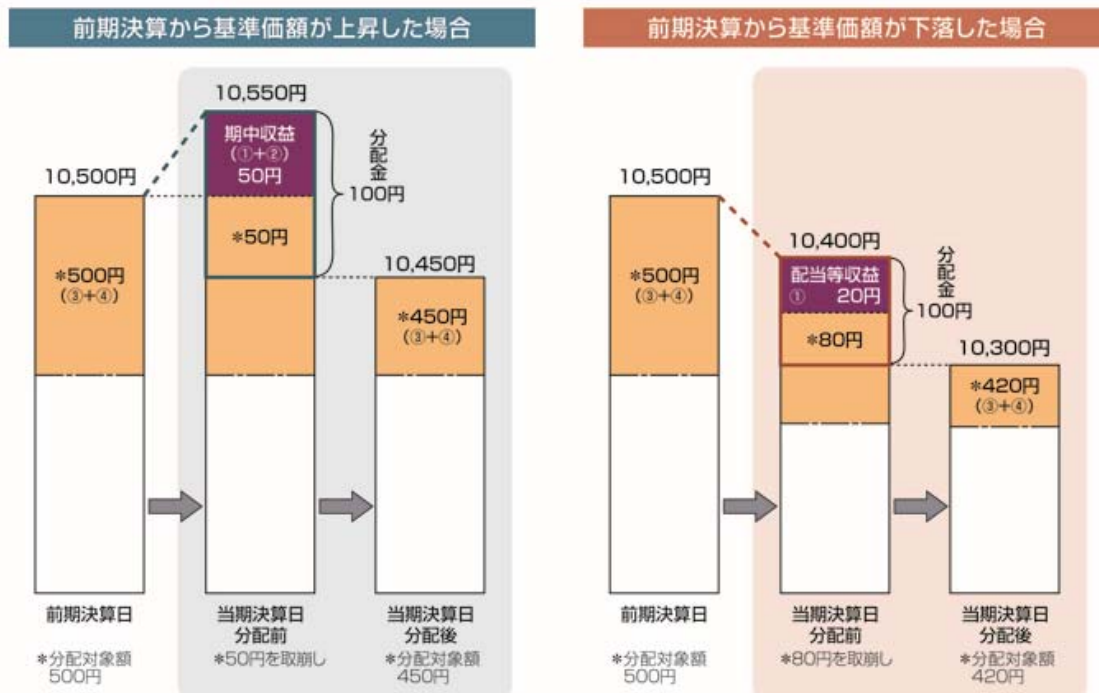 前期決算から基準価額が上昇した場合
10,550円
期中収益
(①+②)
50円
分配金
100円
10,500円
*500円
(③+④)
*50円
10,450円
*450円
(③+④)
前期決算日
当期決算日
分配前
当期決算日
分配後
*分配対象額
500円
*50円を取崩し
*分配対象額
450円
前期決算から基準価額が下落した場合
10,500円
*500円
(③+④)
10,400円
配当等収益
① 20円
分配金
100円
*80円
10,300円
*420円
(③+④)
前期決算日
当期決算日
分配前
当期決算日
分配後
*分配対象額
500円
*80円を取崩し
*分配対象額
420円